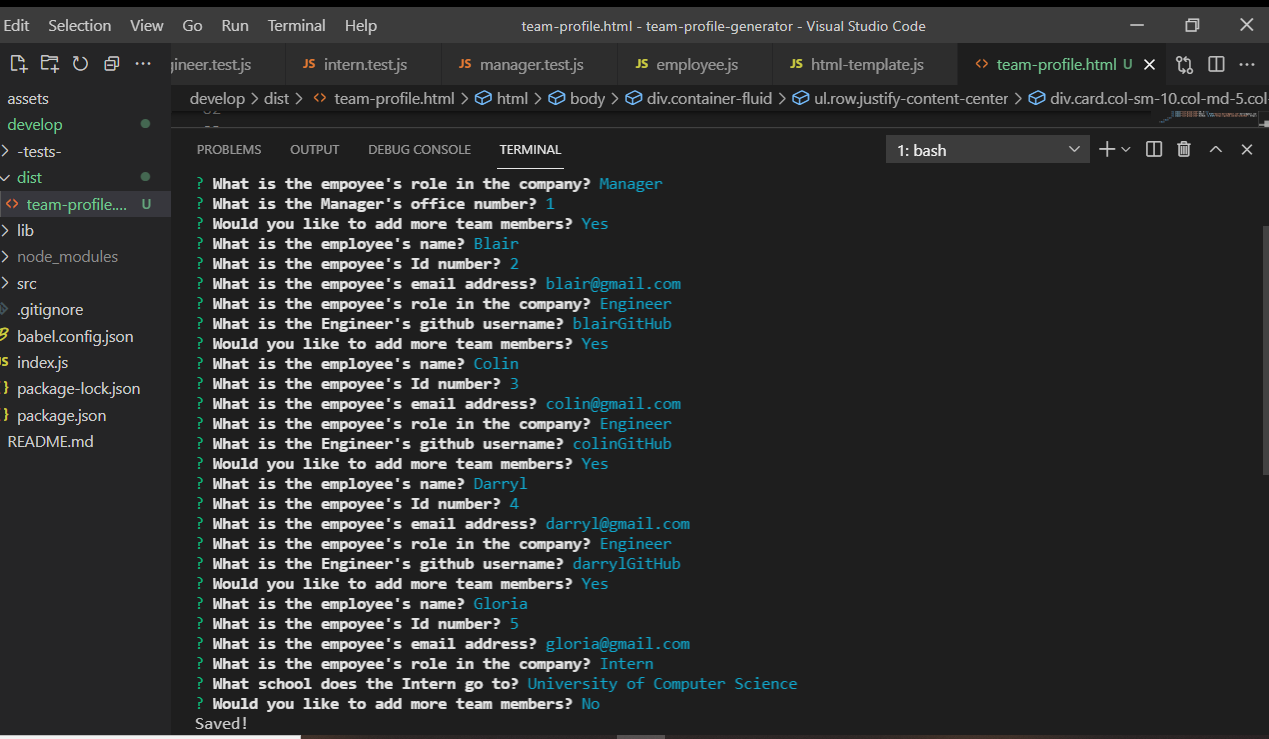 Edit Selection View Go Run Terminal Help team-profile.html - team-profile-generator - Visual Studio Code
gineer.test.js JS intern.test.js JS manager.test.js JS employee.js JS html-template.js <> team-profile.html U
develop > dist > <> team-profile.html > html > body > div.container-fluid > ul.row.justify-content-center > div.card.col-sm-10.col-md-5.col-
assets
develop
-tests-
dist
<> team-profile.... U
lib
node_modules
src
.gitignore
babel.config.json
JS index.js
package-lock.json
package.json
README.md
PROBLEMS OUTPUT DEBUG CONSOLE TERMINAL 1: bash
? What is the empoyee's role in the company? Manager
? What is the Manager's office number? 1
? Would you like to add more team members? Yes
? What is the employee's name? Blair
? What is the empoyee's Id number? 2
? What is the empoyee's email address? blair@gmail.com
? What is the empoyee's role in the company? Engineer
? What is the Engineer's github username? blairGitHub
? Would you like to add more team members? Yes
? What is the employee's name? Colin
? What is the empoyee's Id number? 3
? What is the empoyee's email address? colin@gmail.com
? What is the empoyee's role in the company? Engineer
? What is the Engineer's github username? colinGitHub
? Would you like to add more team members? Yes
? What is the employee's name? Darryl
? What is the empoyee's Id number? 4
? What is the empoyee's email address? darryl@gmail.com
? What is the empoyee's role in the company? Engineer
? What is the Engineer's github username? darrylGitHub
? Would you like to add more team members? Yes
? What is the employee's name? Gloria
? What is the empoyee's Id number? 5
? What is the empoyee's email address? gloria@gmail.com
? What is the empoyee's role in the company? Intern
? What school does the Intern go to? University of Computer Science
? Would you like to add more team members? No
Saved!